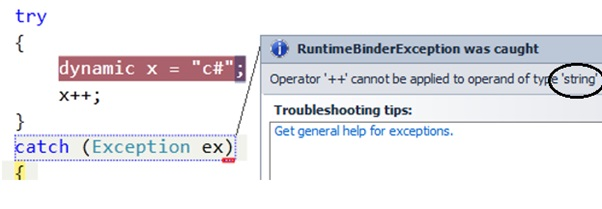 try
{
dynamic x = "c#";
x++;
}
catch (Exception ex)
{
RuntimeBinderException was caught
Operator '++' cannot be applied to operand of type 'string'
Troubleshooting tips:
Get general help for exceptions.